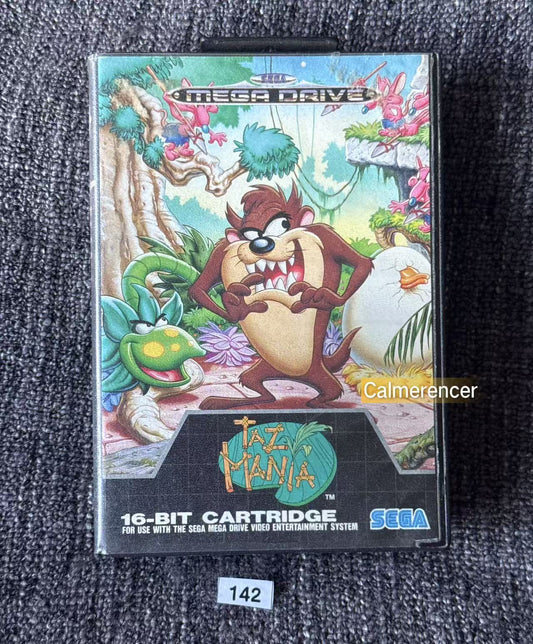 SEGA
MEGA DRIVE
Calmerencer
TAZ
MANIA
TM
16-BIT CARTRIDGE
FOR USE WITH THE SEGA MEGA DRIVE VIDEO ENTERTAINMENT SYSTEM
SEGA
142